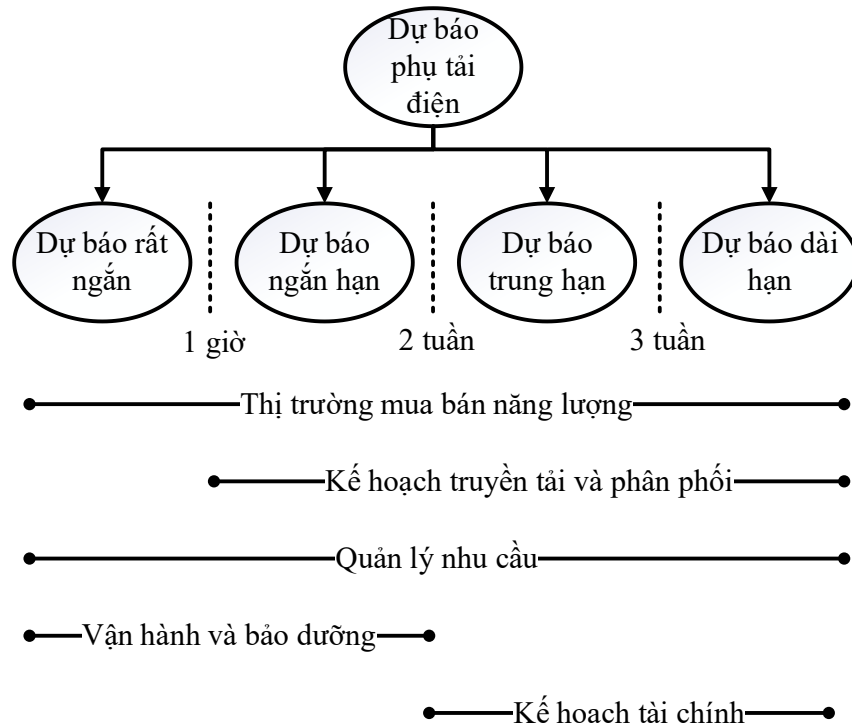 Dự báo
phụ tải
điện
Dự báo rất
ngắn
Dự báo
ngắn hạn
Dự báo
trung hạn
Dự báo dài
hạn
1 giờ
2 tuần
3 tuần
Thị trường mua bán năng lượng
Kế hoạch truyền tải và phân phối
Quản lý nhu cầu
Vận hành và bảo dưỡng
Kế hoach tài chính